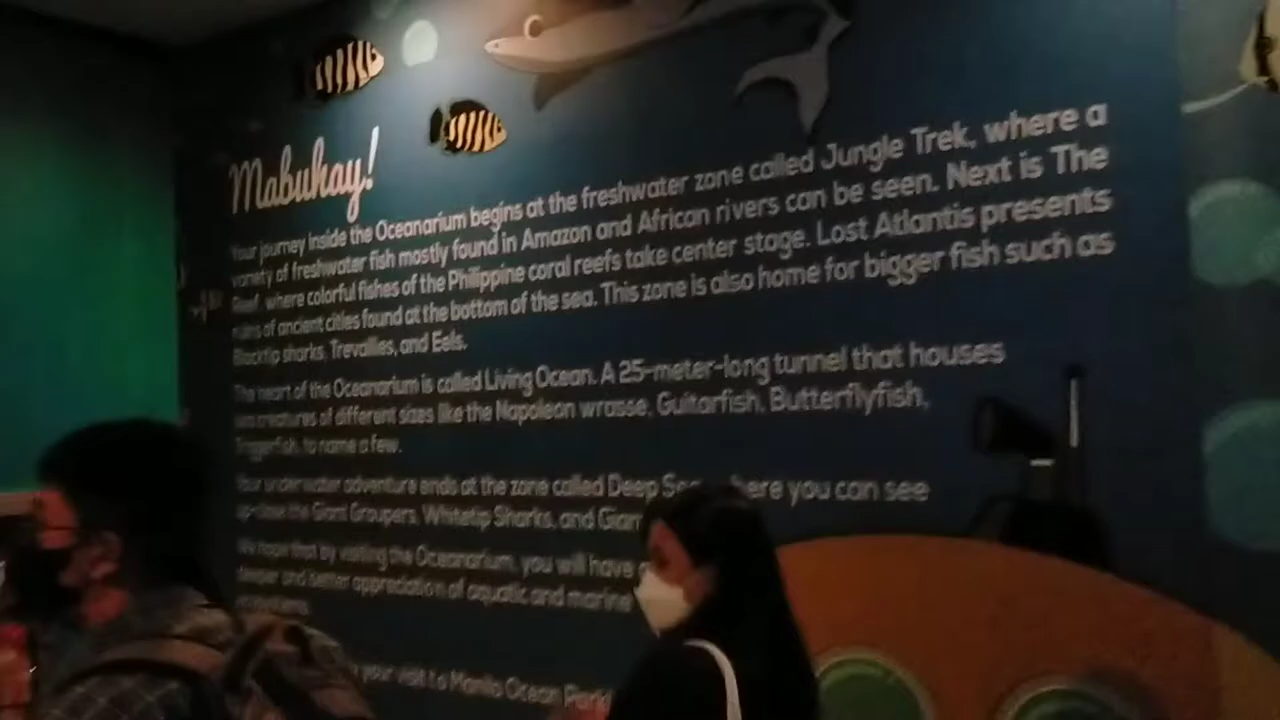 Mabuhay!
Your journey inside the Oceanarium begins at the freshwater zone called Jungle Trek, where a
variety of freshwater fish mostly found in Amazon and African rivers can be seen. Next is The
Reef, where colorful fishes of the Philippine coral reefs take center stage. Lost Atlantis presents
ruins of ancient cities found at the bottom of the sea. This zone is also home for bigger fish such as
Blacktip sharks, Trevallies, and Eels.
The heart of the Oceanarium is called Living Ocean. A 25-meter-long tunnel that houses
sea creatures of different sizes like the Napoleon wrasse, Guitarfish, Butterflyfish,
Triggerfish, to name a few.
Your underwater adventure ends at the zone called Deep here you can see
up-close the Giant Groupers, Whitetip Sharks, and
We hope that by visiting the Oceanarium, you will have
deeper and better appreciation of aquatic and marine
your visit to Manila Ocean Park